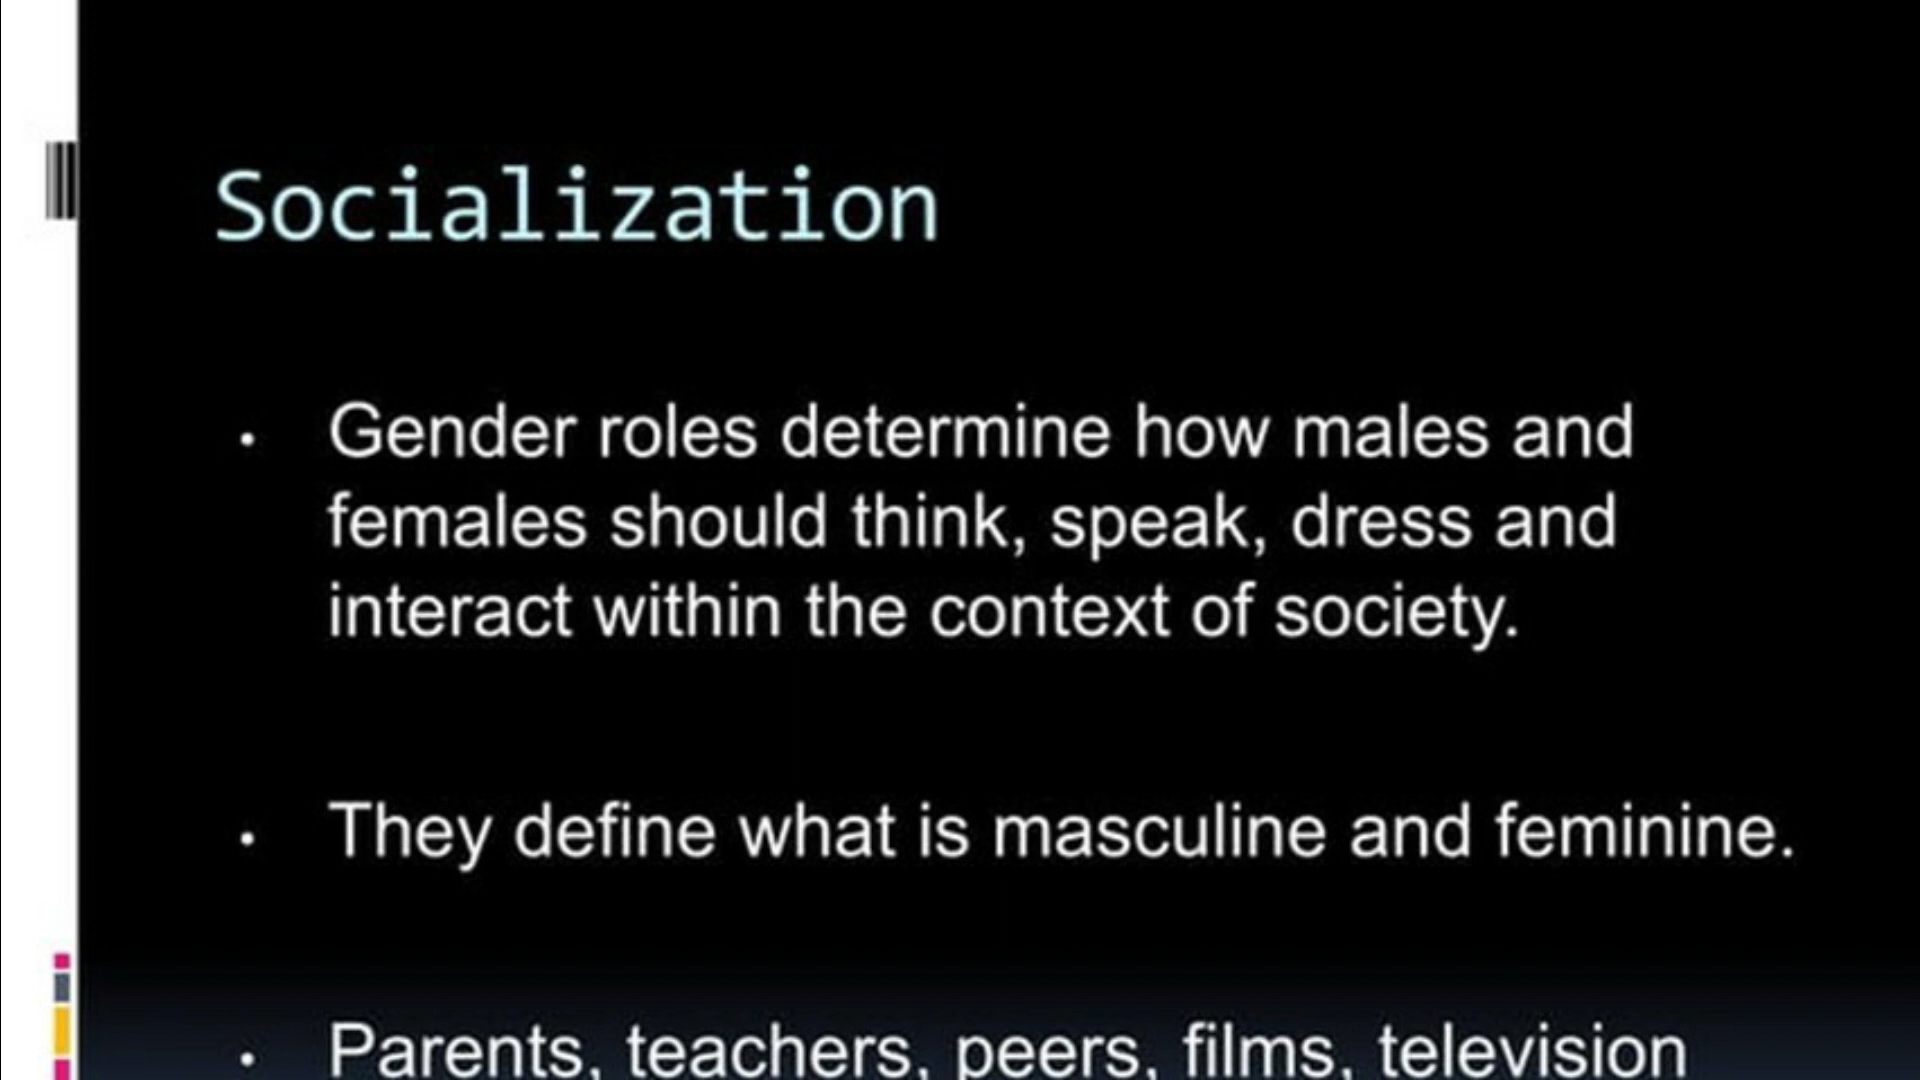 Socialization
• Gender roles determine how males and
females should think, speak, dress and
interact within the context of society.
• They define what is masculine and feminine.
• Parents, teachers, peers, films, television